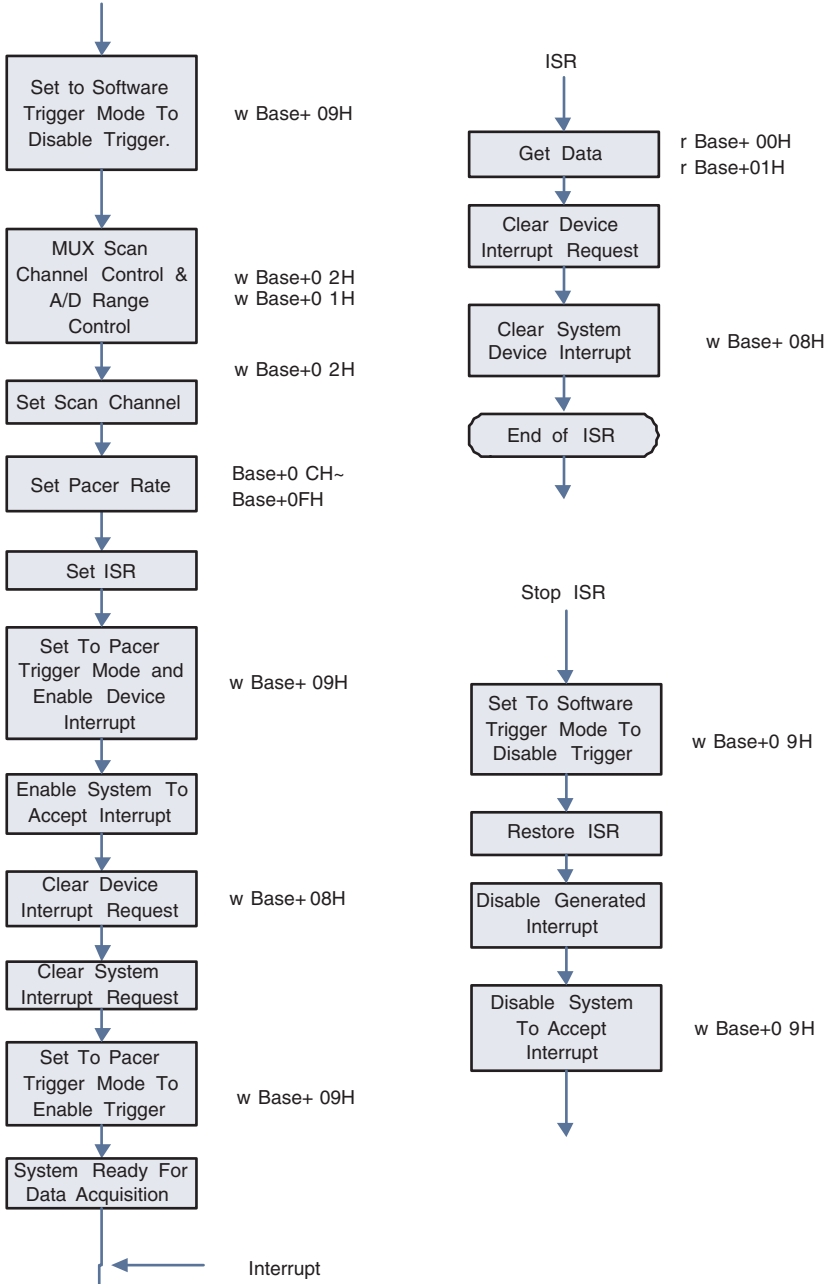 Set to Software
Trigger Mode To
Disable Trigger.
w Base+ 09H
MUX Scan
Channel Control &
A/D Range
Control
w Base+0 2H
w Base+0 1H
w Base+0 2H
Set Scan Channel
Set Pacer Rate
Base+0 CH~
Base+0FH
Set ISR
Set To Pacer
Trigger Mode and
Enable Device
Interrupt
w Base+ 09H
Enable System To
Accept Interrupt
Clear Device
Interrupt Request
w Base+ 08H
Clear System
Interrupt Request
Set To Pacer
Trigger Mode To
Enable Trigger
w Base+ 09H
System Ready For
Data Acquisition
Interrupt
ISR
Get Data
r Base+ 00H
r Base+01H
Clear Device
Interrupt Request
Clear System
Device Interrupt
w Base+ 08H
End of ISR
Stop ISR
Set To Software
Trigger Mode To
Disable Trigger
w Base+0 9H
Restore ISR
Disable Generated
Interrupt
Disable System
To Accept
Interrupt
w Base+0 9H